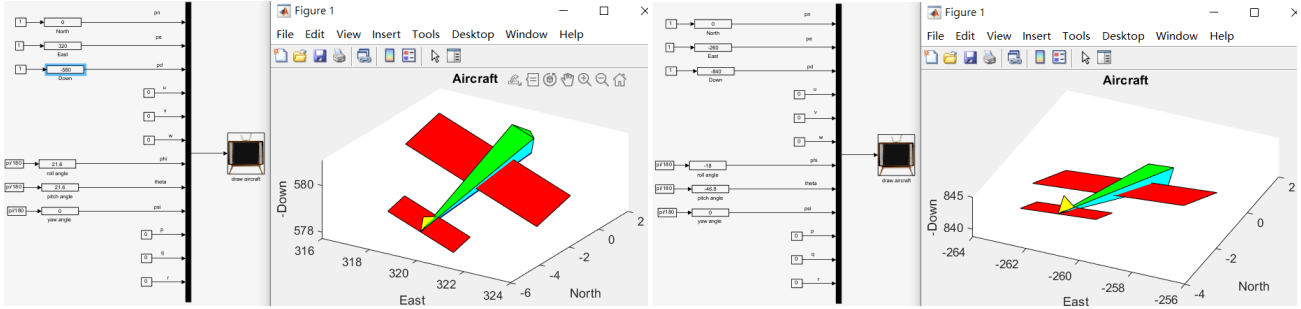 pn
1
0
North
pe
1
320
East
pd
1
-580
Down
0
u
0
v
0
w
phi
pi/180
21.6
roll angle
theta
pi/180
21.6
pitch angle
psi
pi/180
0
yaw angle
0
p
0
q
0
r
draw aircraft
Figure 1
File Edit View Insert Tools Desktop Window Help
Aircraft
-Down
580
578
316
318
320
322
324
East
-6
-4
-2
0
2
North
pn
1
0
North
pe
1
-260
East
pd
1
-840
Down
0
u
0
v
0
w
phi
pi/180
-18
roll angle
theta
pi/180
-46.8
pitch angle
psi
pi/180
0
yaw angle
0
p
0
q
0
r
draw aircraft
Figure 1
File Edit View Insert Tools Desktop Window Help
Aircraft
-Down
845
840
-264
-262
-260
-258
-256
East
-4
-2
0
2
North